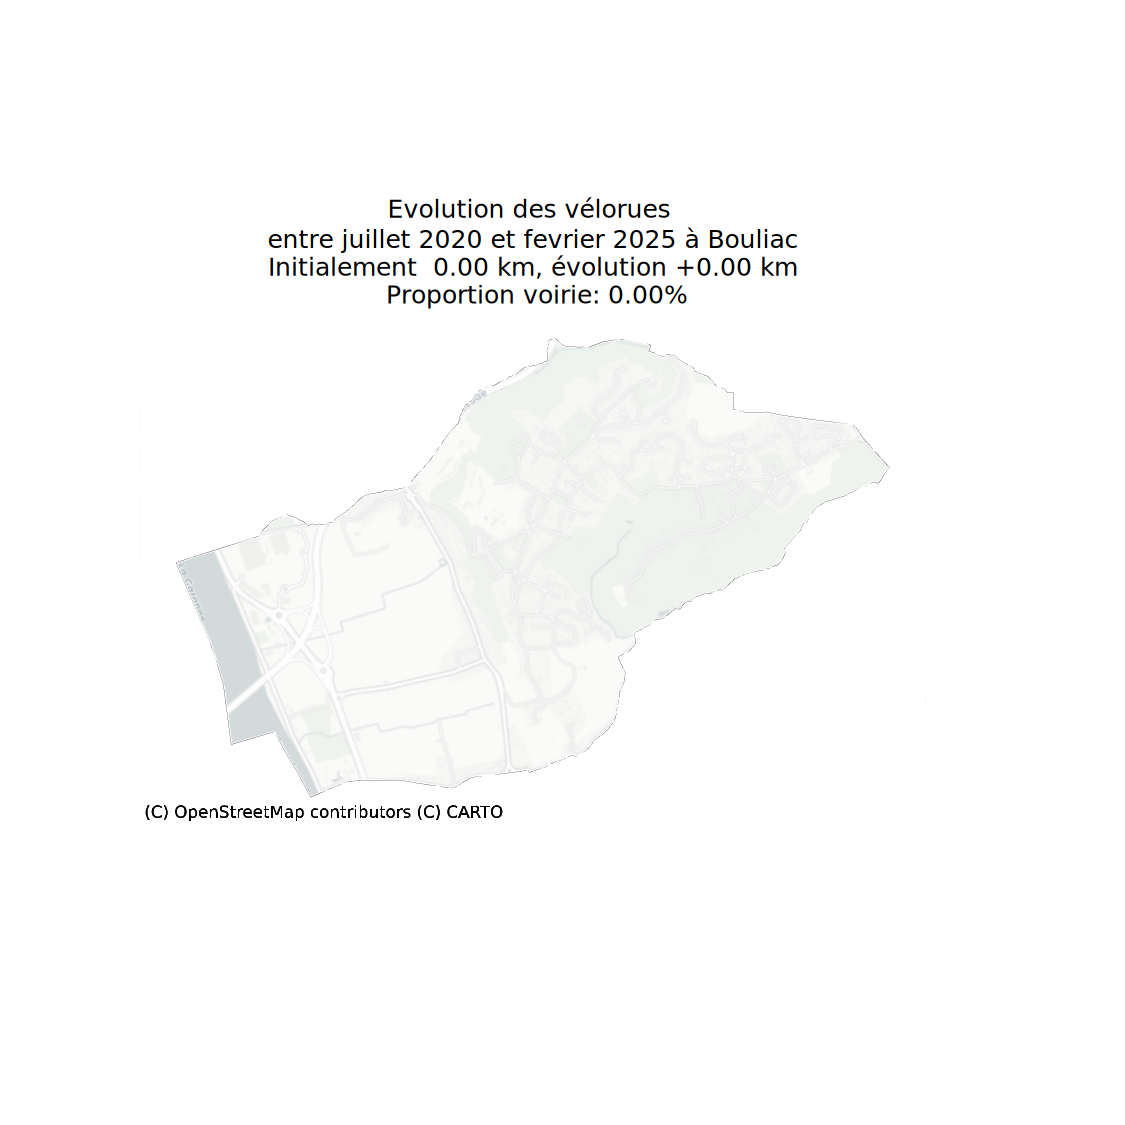 Evolution des vélorues
entre juillet 2020 et fevrier 2025 à Bouliac
Initialement  0.00 km, évolution +0.00 km
Proportion voirie: 0.00%
La Garonne
(C) OpenStreetMap contributors (C) CARTO